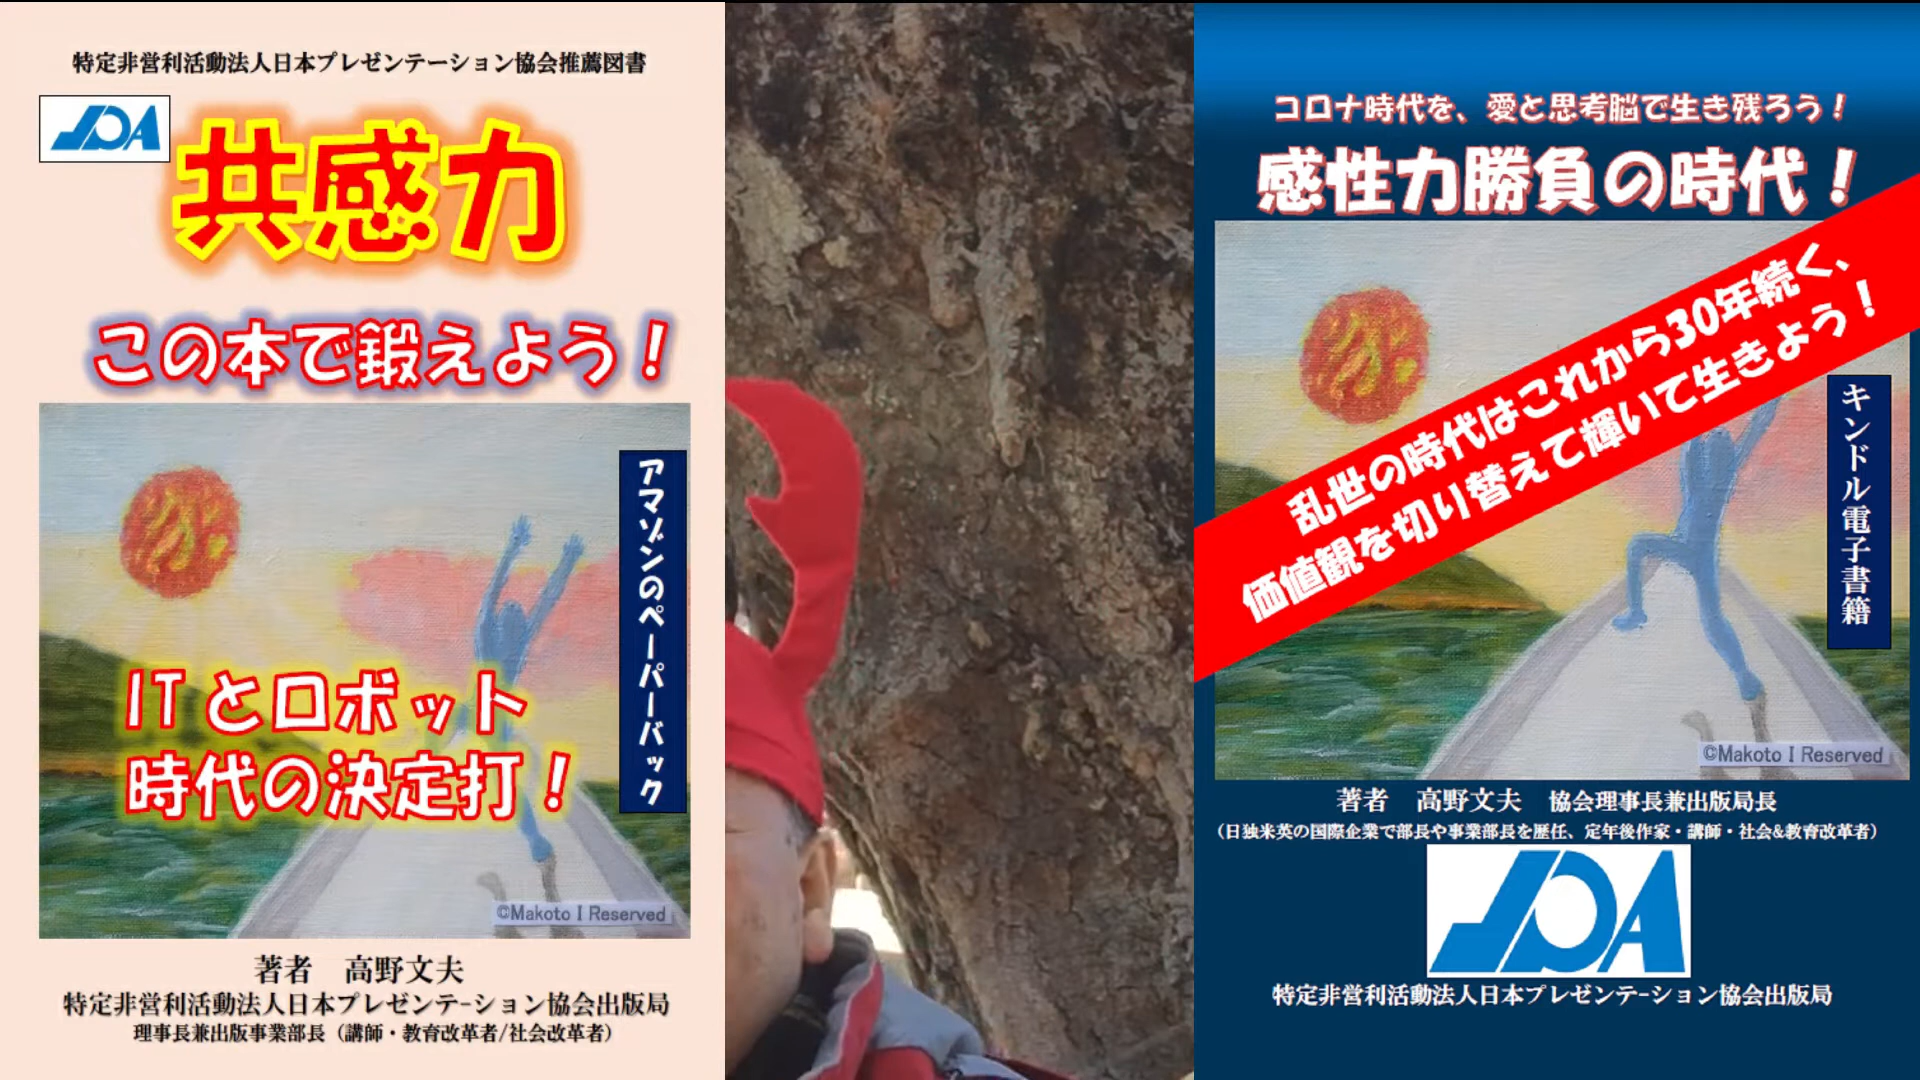 特定非営利活動法人日本プレゼンテーション協会推薦図書
JPA
共感力
この本で鍛えよう！
アマゾンのペーパーバック
ITとロボット
時代の決定打！
©Makoto I Reserved
著者　高野文夫
特定非営利活動法人日本プレゼンテｰション協会出版局
理事長兼出版事業部長（講師・教育改革者/社会改革者）
コロナ時代を、愛と思考脳で生き残ろう！
感性力勝負の時代！
乱世の時代はこれから30年続く、
価値観を切り替えて輝いて生きよう！
キンドル電子書籍
©Makoto I Reserved
著者　高野文夫　協会理事長兼出版局長
（日独米英の国際企業で部長や事業部長を歴任、定年後作家・講師・社会&教育改革者）
JPA
特定非営利活動法人日本プレゼンテｰション協会出版局